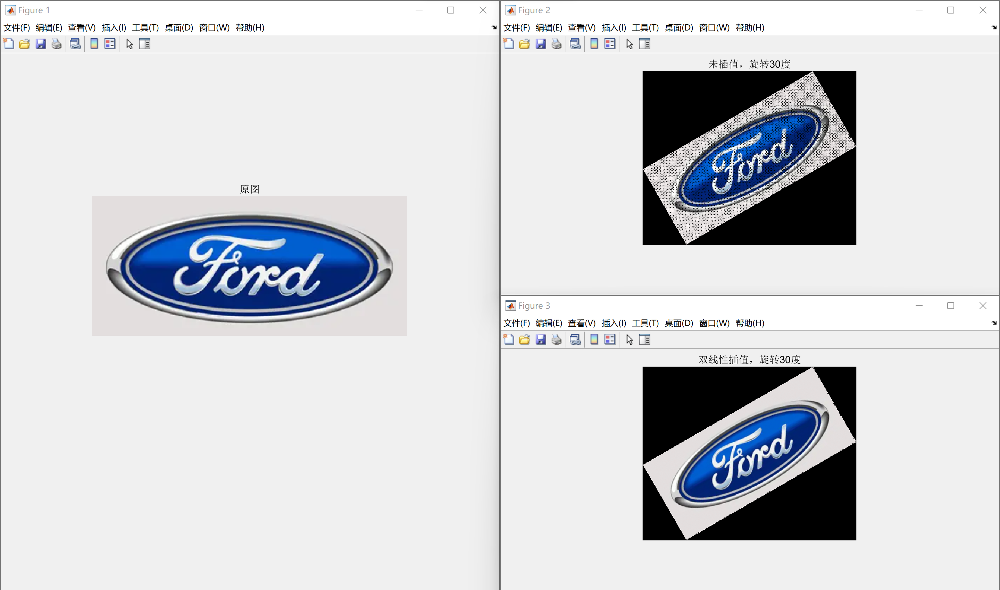 Figure 1
文件(F) 编辑(E) 查看(V) 插入(I) 工具(T) 桌面(D) 窗口(W) 帮助(H)
原图
Ford
Figure 2
文件(F) 编辑(E) 查看(V) 插入(I) 工具(T) 桌面(D) 窗口(W) 帮助(H)
未插值，旋转30度
Ford
Figure 3
文件(F) 编辑(E) 查看(V) 插入(I) 工具(T) 桌面(D) 窗口(W) 帮助(H)
双线性插值，旋转30度
Ford